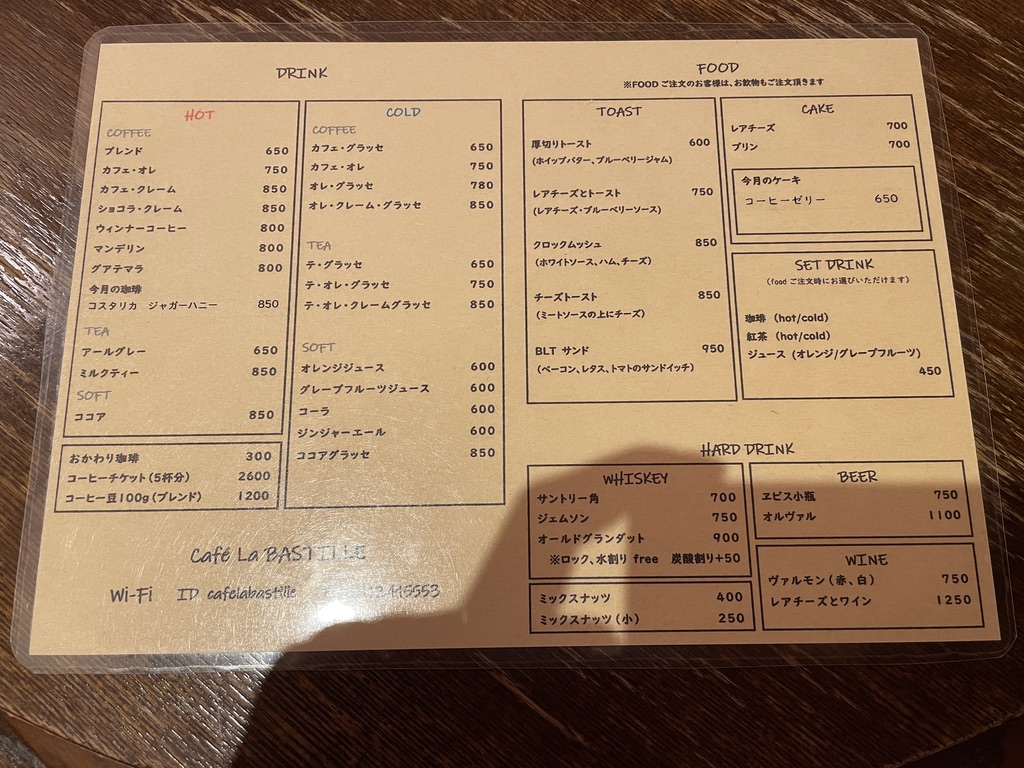 DRINK
HOT
COFFEE
ブレンド 650
カフェ・オレ 750
カフェ・クレーム 850
ショコラ・クレーム 850
ウィンナーコーヒー 800
マンデリン 800
グアテマラ 800
今月の珈琲
コスタリカ ジャガーハニー 850
TEA
アールグレー 650
ミルクティー 850
SOFT
ココア 850
おかわり珈琲 300
コーヒーチケット(5杯分) 2600
コーヒー豆100g(ブレンド) 1200
COLD
COFFEE
カフェ・グラッセ 650
カフェ・オレ 750
オレ・グラッセ 780
オレ・クレーム・グラッセ 850
TEA
テ・グラッセ 650
テ・オレ・グラッセ 750
テ・オレ・クレームグラッセ 850
SOFT
オレンジジュース 600
グレープフルーツジュース 600
コーラ 600
ジンジャーエール 600
ココアグラッセ 850
Café La BASTILLE
Wi-Fi ID cafelabastille
FOOD
※FOOD ご注文のお客様は、お飲物もご注文頂きます
TOAST
厚切りトースト 600
(ホイップバター、ブルーベリージャム)
レアチーズとトースト 750
(レアチーズ・ブルーベリーソース)
クロックムッシュ 850
(ホワイトソース、ハム、チーズ)
チーズトースト 850
(ミートソースの上にチーズ)
BLT サンド 950
(ベーコン、レタス、トマトのサンドイッチ)
CAKE
レアチーズ 700
プリン 700
今月のケーキ
コーヒーゼリー 650
SET DRINK
(food ご注文時にお選びいただけます)
珈琲 (hot/cold)
紅茶 (hot/cold)
ジュース (オレンジ/グレープフルーツ)
450
HARD DRINK
WHISKEY
サントリー角 700
ジェムソン 750
オールドグランダット 900
※ロック、水割り free 炭酸割り+50
ミックスナッツ 400
ミックスナッツ(小) 250
BEER
ヱビス小瓶 750
オルヴァル 1100
WINE
ヴァルモン(赤、白) 750
レアチーズとワイン 1250